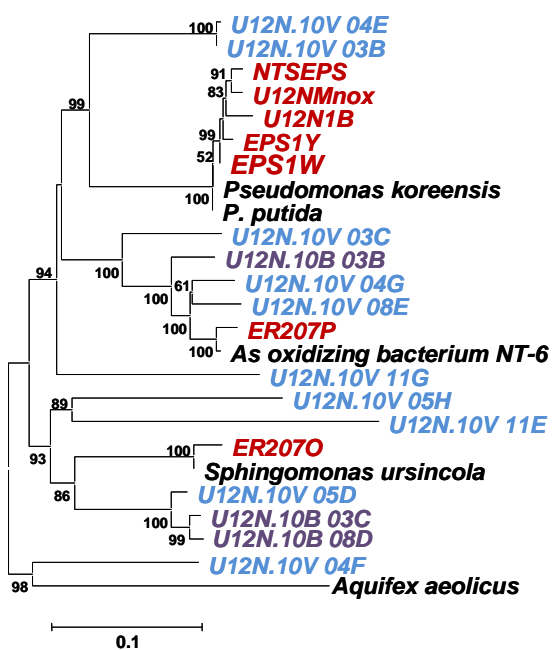 100 U12N.10V 04E
U12N.10V 03B
91 NTSEPS
83 U12NMnox
99 U12N1B
99 EPS1Y
52 EPS1W
100 Pseudomonas koreensis
P. putida
U12N.10V 03C
100 U12N.10B 03B
94 100 61 U12N.10V 04G
U12N.10V 08E
100 ER207P
100 As oxidizing bacterium NT-6
U12N.10V 11G
89 U12N.10V 05H
U12N.10V 11E
93 100 ER207O
86 Sphingomonas ursincola
U12N.10V 05D
100 U12N.10B 03C
99 U12N.10B 08D
U12N.10V 04F
98 Aquifex aeolicus
0.1